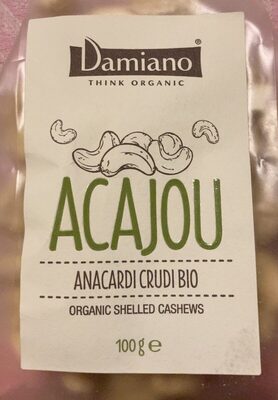 Damiano®
THINK ORGANIC
ACAJOU
ANACARDI CRUDI BIO
ORGANIC SHELLED CASHEWS
100 g ℮